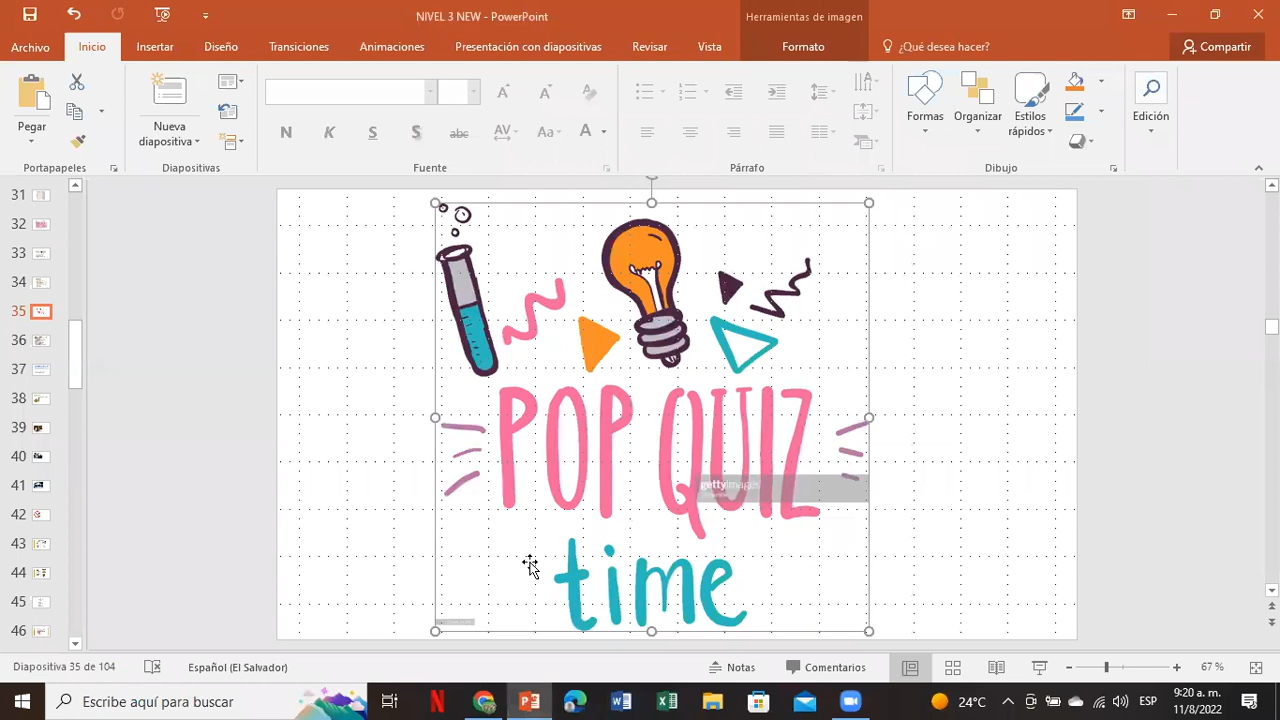 NIVEL 3 NEW - PowerPoint
Herramientas de imagen
Archivo Inicio Insertar Diseño Transiciones Animaciones Presentación con diapositivas Revisar Vista Formato ¿Qué desea hacer? Compartir
Pegar
Nueva diapositiva
N K S S abc AV Aa A
Formas Organizar Estilos rápidos Edición
Portapapeles Diapositivas Fuente Párrafo Dibujo
31
32
33
34
35
36
37
38
39
40
41
42
43
44
45
46
POP QUIZ
gettyimages
time
Diapositiva 35 de 104 Español (El Salvador) Notas Comentarios 67 %
Escribe aquí para buscar 24°C ESP 9:20 a. m.
11/8/2022